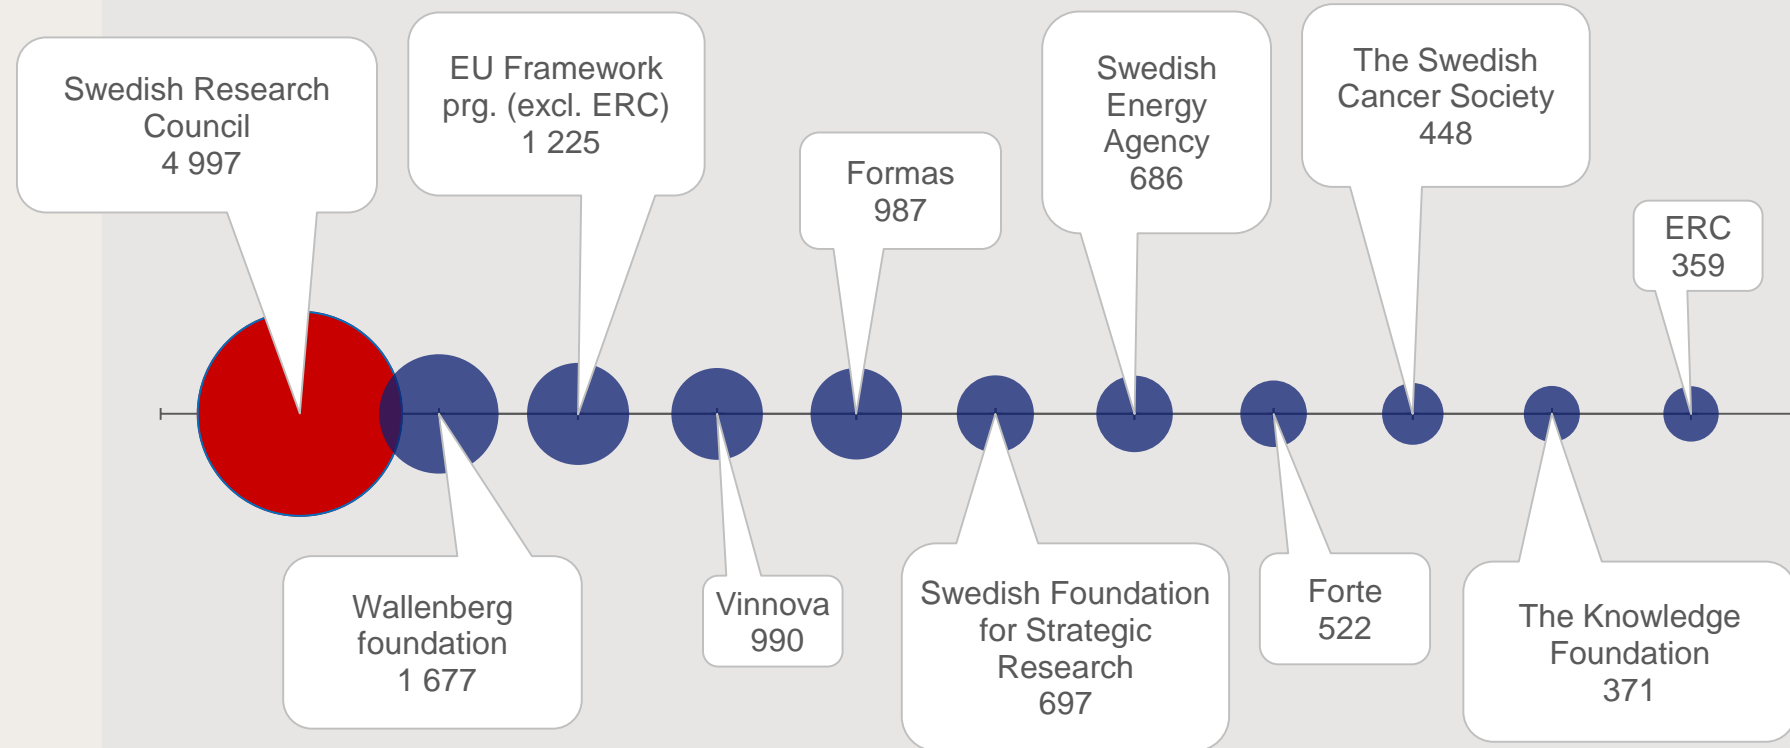 Swedish Research
Council
4 997
EU Framework
prg. (excl. ERC)
1 225
Formas
987
Swedish
Energy
Agency
686
The Swedish
Cancer Society
448
ERC
359
Wallenberg
foundation
1 677
Vinnova
990
Swedish Foundation
for Strategic
Research
697
Forte
522
The Knowledge
Foundation
371